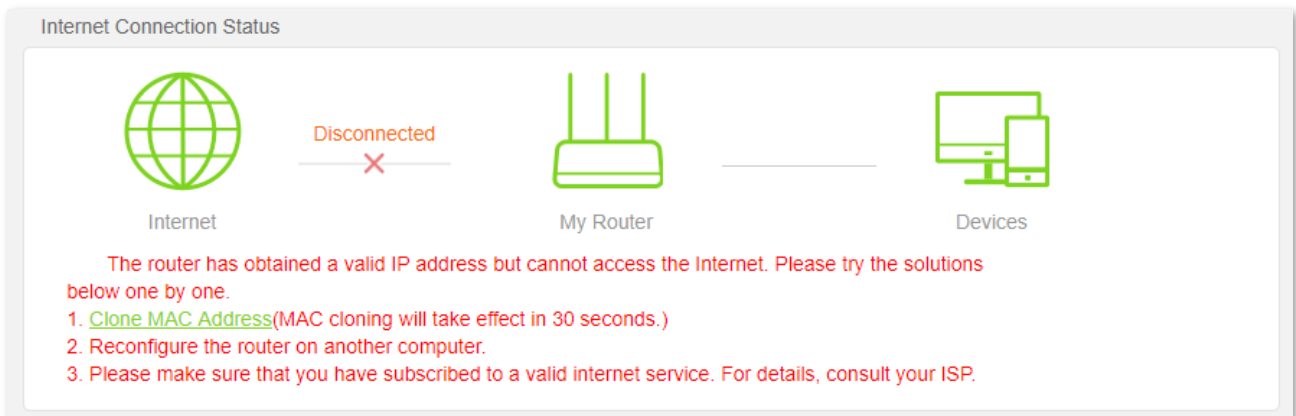 Internet Connection Status
Disconnected
Internet
My Router
Devices
The router has obtained a valid IP address but cannot access the Internet. Please try the solutions
below one by one.
1. Clone MAC Address(MAC cloning will take effect in 30 seconds.)
2. Reconfigure the router on another computer.
3. Please make sure that you have subscribed to a valid internet service. For details, consult your ISP.